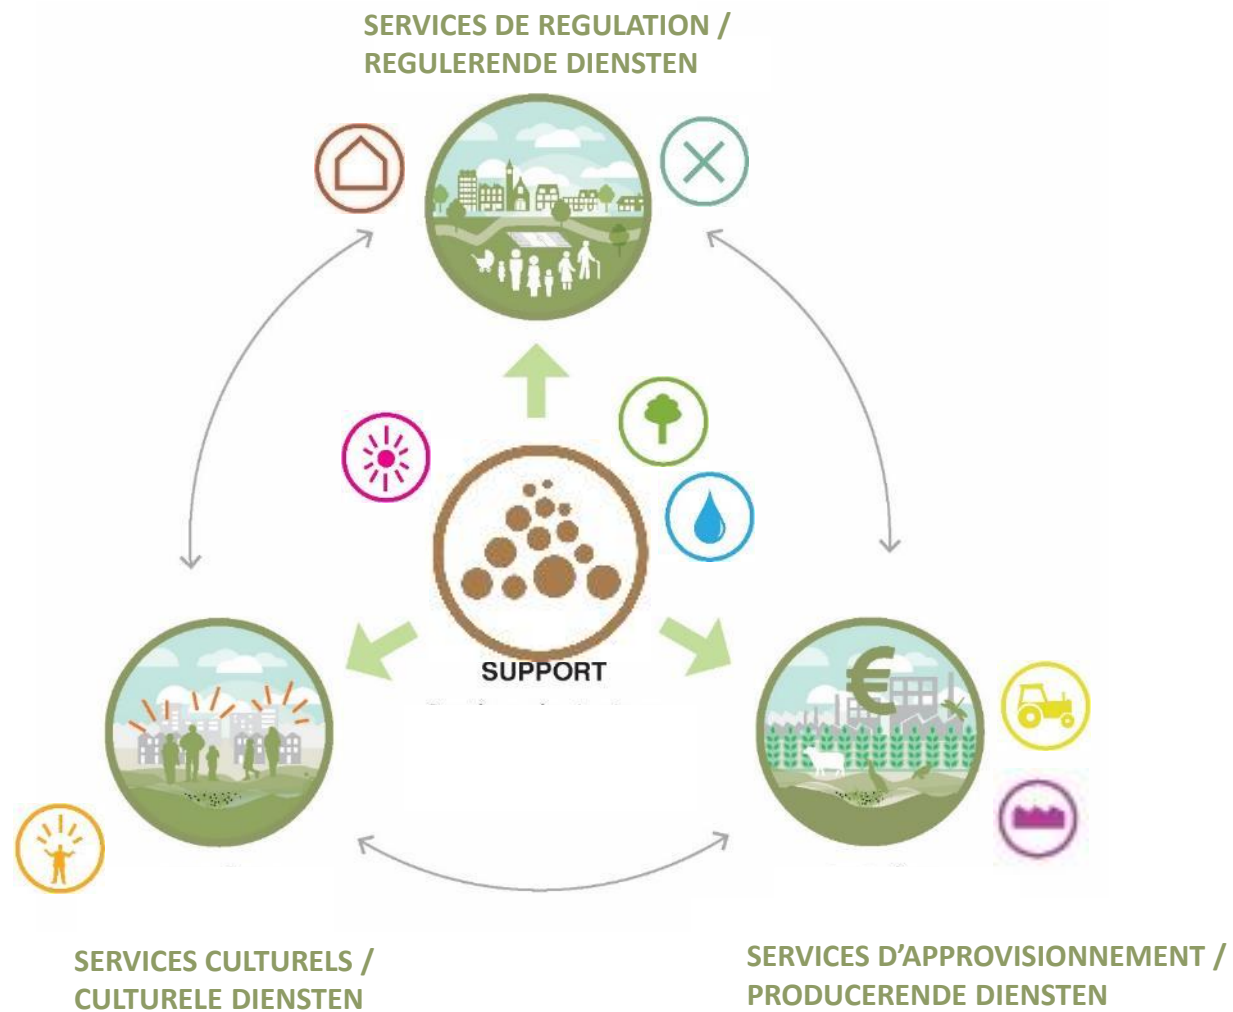 SERVICES DE REGULATION /
REGULERENDE DIENSTEN
€
SUPPORT
SERVICES CULTURELS /
CULTURELE DIENSTEN
SERVICES D’APPROVISIONNEMENT /
PRODUCERENDE DIENSTEN